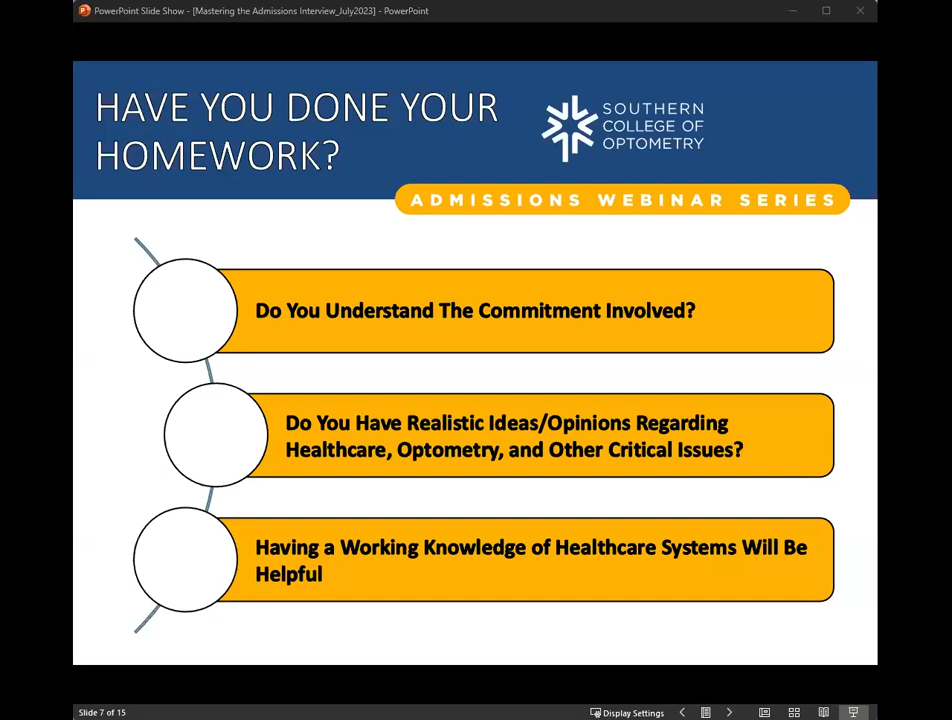 PowerPoint Slide Show - [Mastering the Admissions Interview_July2023] - PowerPoint
HAVE YOU DONE YOUR
HOMEWORK?
SOUTHERN
COLLEGE OF
OPTOMETRY
ADMISSIONS WEBINAR SERIES
Do You Understand The Commitment Involved?
Do You Have Realistic Ideas/Opinions Regarding
Healthcare, Optometry, and Other Critical Issues?
Having a Working Knowledge of Healthcare Systems Will Be
Helpful
Slide 7 of 15
Display Settings